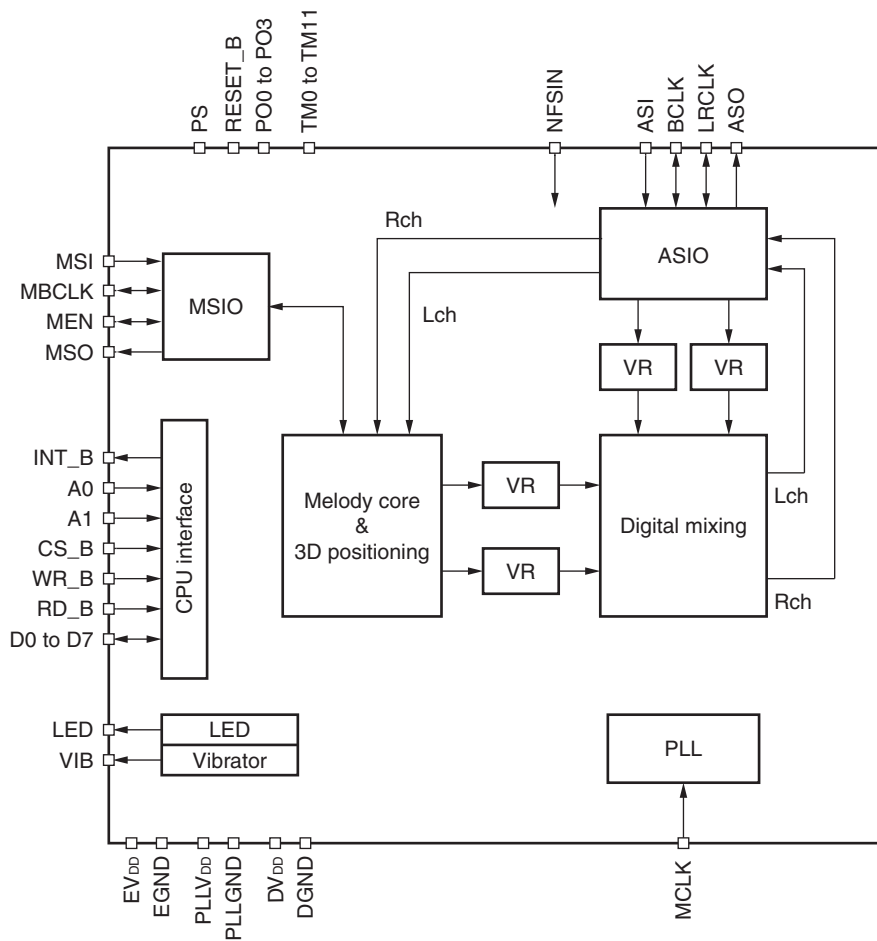 PS
RESET_B
PO0 to PO3
TM0 to TM11
NFSIN
ASI
BCLK
LRCLK
ASO
Rch
ASIO
MSI
MBCLK
MEN
MSO
MSIO
Lch
VR
VR
INT_B
A0
A1
CS_B
WR_B
RD_B
D0 to D7
CPU interface
Melody core
&
3D positioning
VR
VR
Digital mixing
Lch
Rch
LED
VIB
LED
Vibrator
PLL
EVDD
EGND
PLLVDD
PLLGND
DVDD
DGND
MCLK